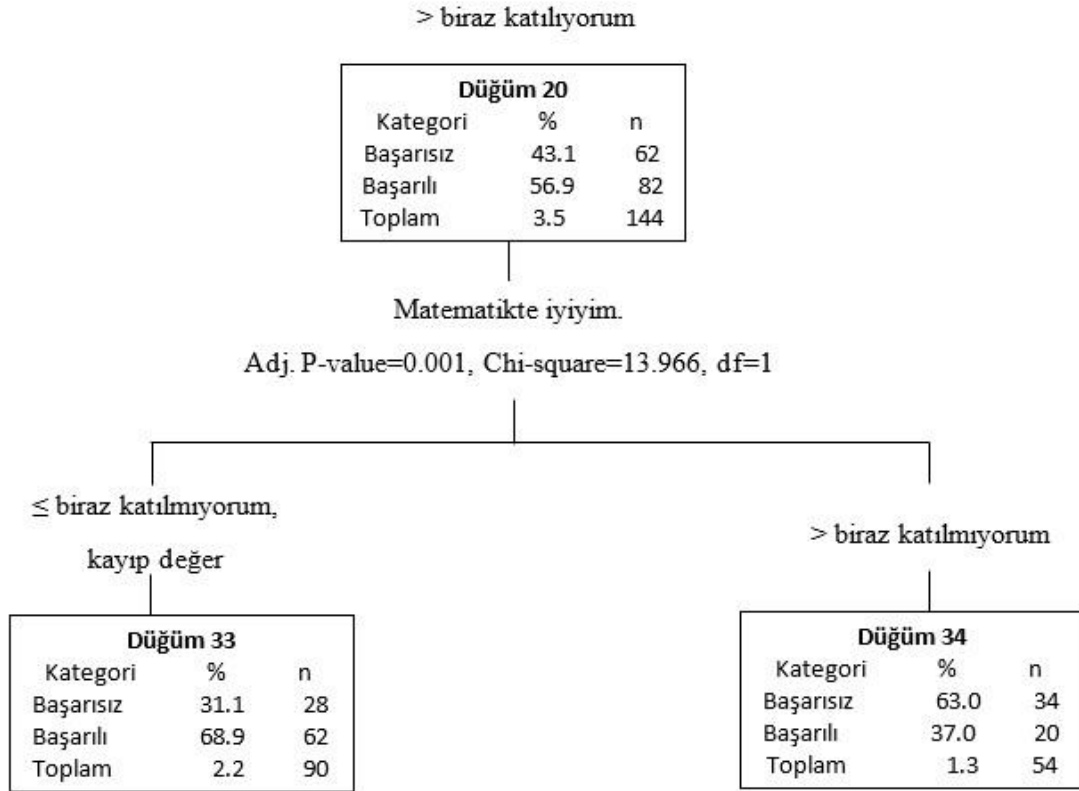 > biraz katılıyorum
Düğüm 20
Kategori % n
Başarısız 43.1 62
Başarılı 56.9 82
Toplam 3.5 144
Matematikte iyiyim.
Adj. P-value=0.001, Chi-square=13.966, df=1
≤ biraz katılmıyorum,
kayıp değer
Düğüm 33
Kategori % n
Başarısız 31.1 28
Başarılı 68.9 62
Toplam 2.2 90
> biraz katılmıyorum
Düğüm 34
Kategori % n
Başarısız 63.0 34
Başarılı 37.0 20
Toplam 1.3 54